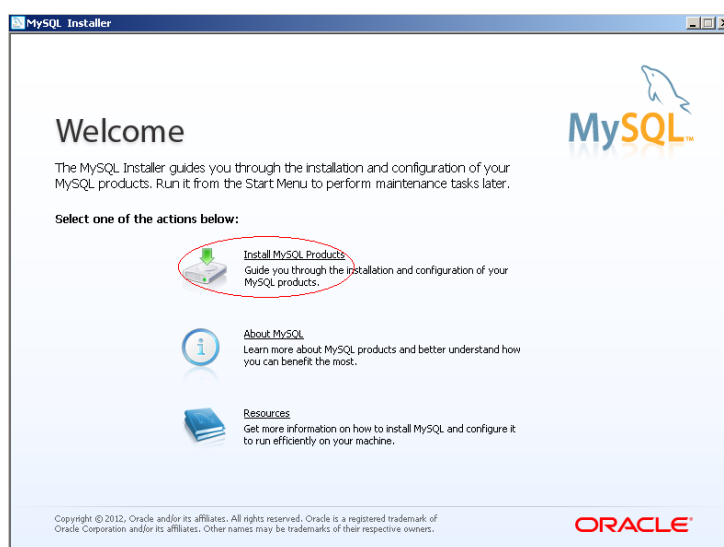 MySQL Installer
MySQL™
Welcome
The MySQL Installer guides you through the installation and configuration of your
MySQL products. Run it from the Start Menu to perform maintenance tasks later.
Select one of the actions below:
Install MySQL Products
Guide you through the installation and configuration of your
MySQL products.
About MySQL
Learn more about MySQL products and better understand how
you can benefit the most.
Resources
Get more information on how to install MySQL and configure it
to run efficiently on your machine.
Copyright © 2012, Oracle and/or its affiliates. All rights reserved. Oracle is a registered trademark of
Oracle Corporation and/or its affiliates. Other names may be trademarks of their respective owners.
ORACLE®